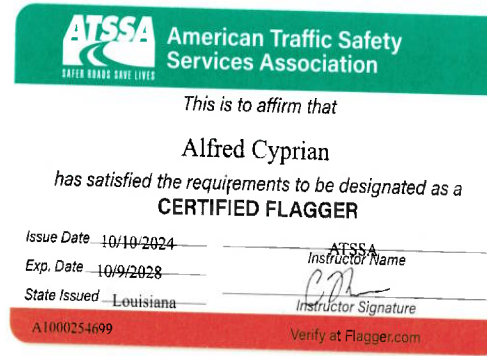 ATSSA
SAFER ROADS SAVE LIVES
American Traffic Safety
Services Association
This is to affirm that
Alfred Cyprian
has satisfied the requirements to be designated as a
CERTIFIED FLAGGER
Issue Date 10/10/2024
ATSSA
Instructor Name
Exp. Date 10/9/2028
State Issued Louisiana
Instructor Signature
A1000254699
Verify at Flagger.com